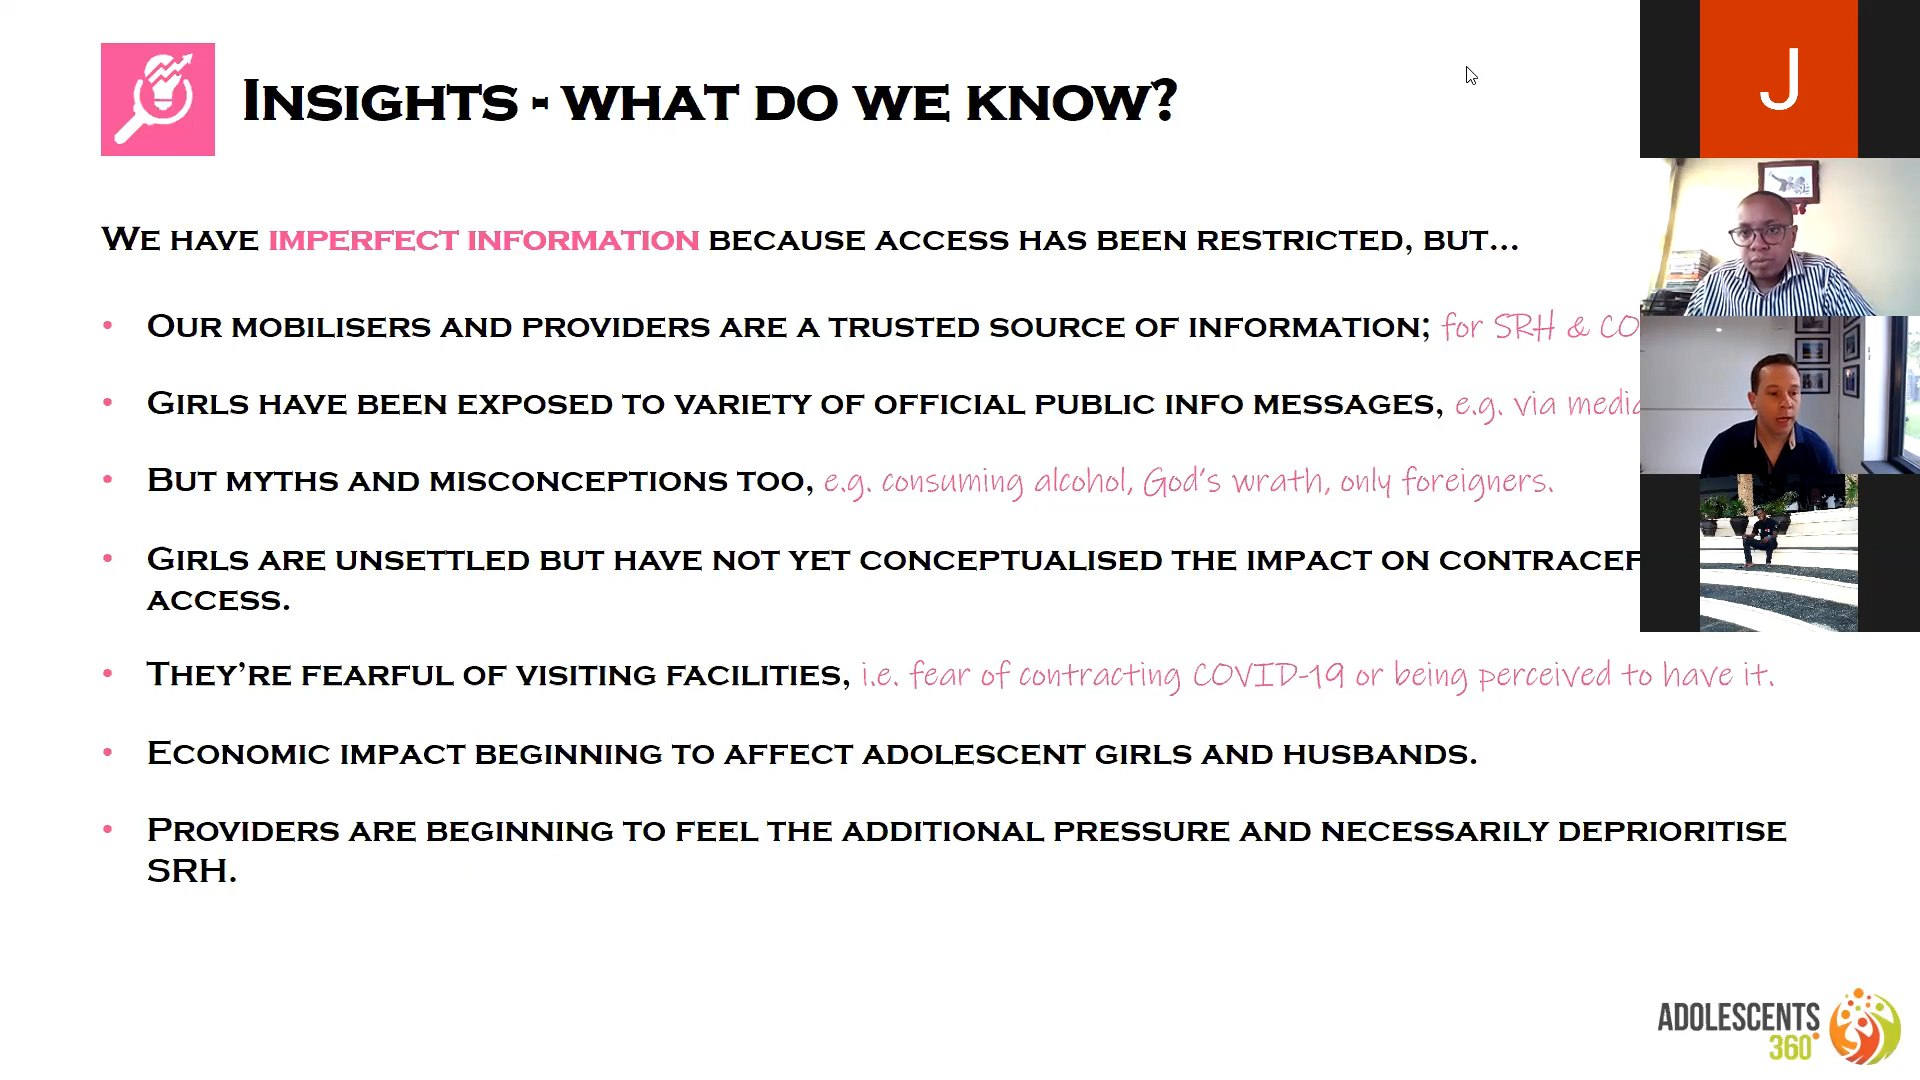 Insights - what do we know?
J
We have imperfect information because access has been restricted, but...
• Our mobilisers and providers are a trusted source of information; for SRH & CO
• Girls have been exposed to variety of official public info messages, e.g. via media
• But myths and misconceptions too, e.g. consuming alcohol, God's wrath, only foreigners.
• Girls are unsettled but have not yet conceptualised the impact on
access.
• They're fearful of visiting facilities, i.e. fear of contracting COVID-19 or being perceived to have it.
• Economic impact beginning to affect adolescent girls and husbands.
• Providers are beginning to feel the additional pressure and necessarily deprioritise
SRH.
ADOLESCENTS
360°